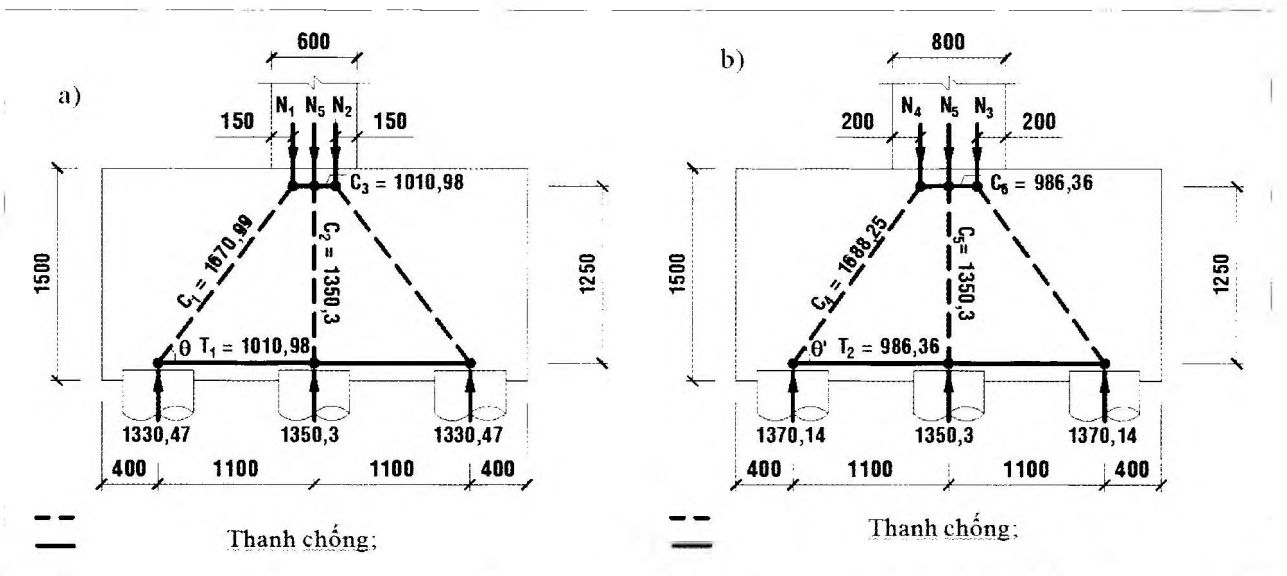 a)
600
N₁ N₅ N₂
150
150
C₃ = 1010,98
C₁ = 1670,99
C₂ = 1350,3
1500
1250
θ T₁ = 1010,98
1330,47
1350,3
1330,47
400
1100
1100
400
Thanh chống;
b)
800
N₄ N₅ N₃
200
200
C₆ = 986,36
C₄ = 1688,25
C₅= 1350,3
1500
1250
θ' T₂ = 986,36
1370,14
1350,3
1370,14
400
1100
1100
400
Thanh chống;